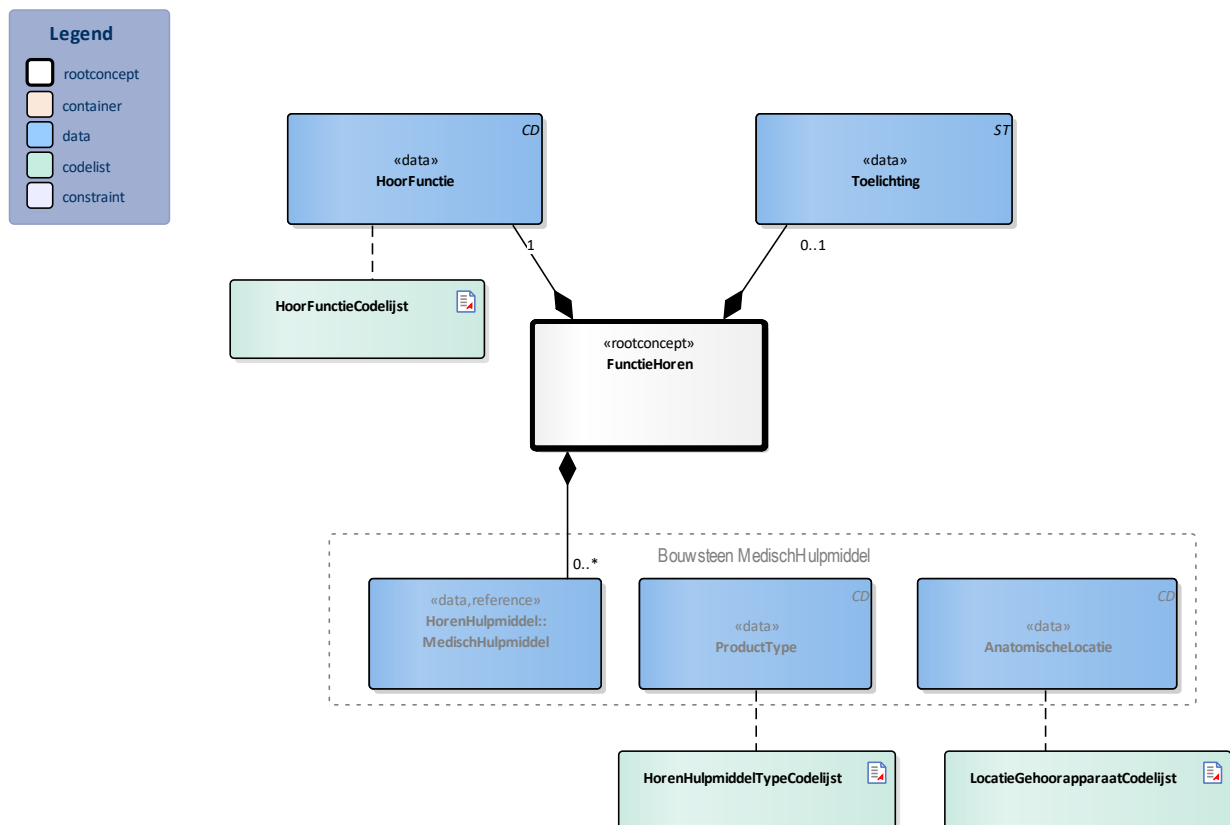 Legend
rootconcept
container
data
codelist
constraint
CD
«data»
HoorFunctie
ST
«data»
Toelichting
1
0..1
HoorFunctieCodelijst
«rootconcept»
FunctieHoren
Bouwsteen MedischHulpmiddel
0..*
«data,reference»
HorenHulpmiddel::
MedischHulpmiddel
CD
«data»
ProductType
CD
«data»
AnatomischeLocatie
HorenHulpmiddelTypeCodelijst
LocatieGehoorapparaatCodelijst